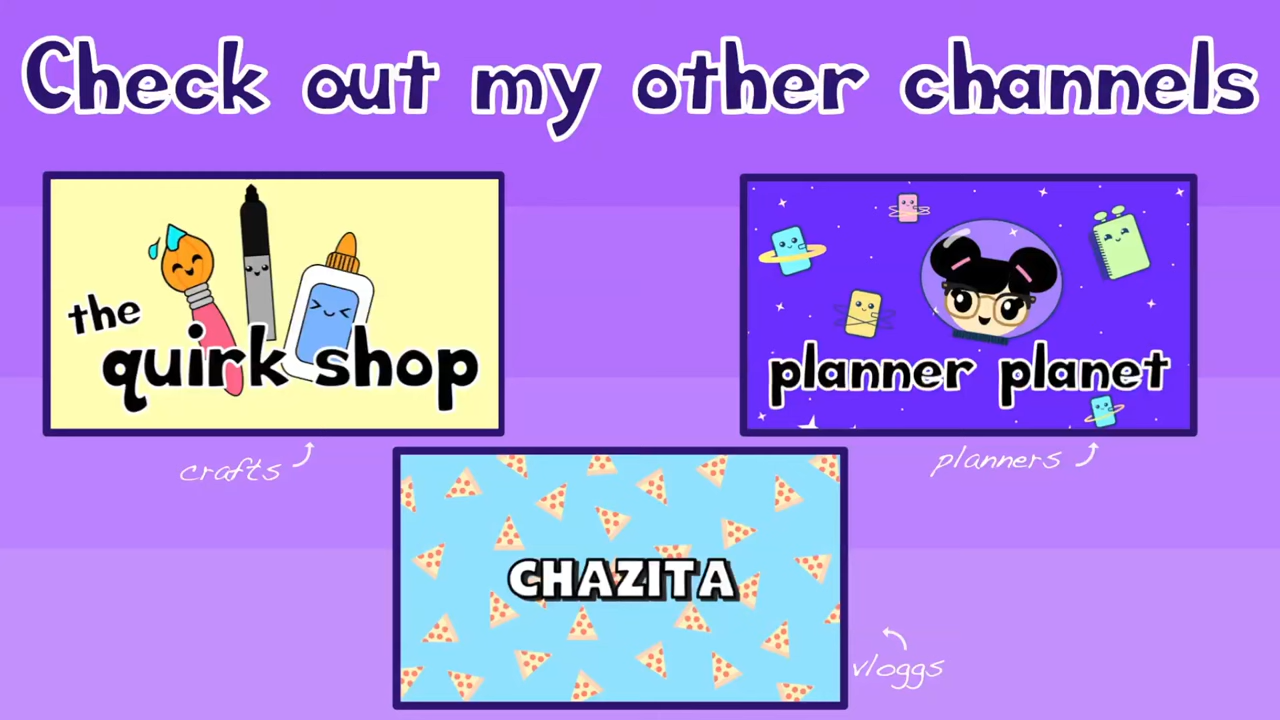 Check out my other channels
the
quirk shop
planner planet
crafts
planners
CHAZITA
vloggs